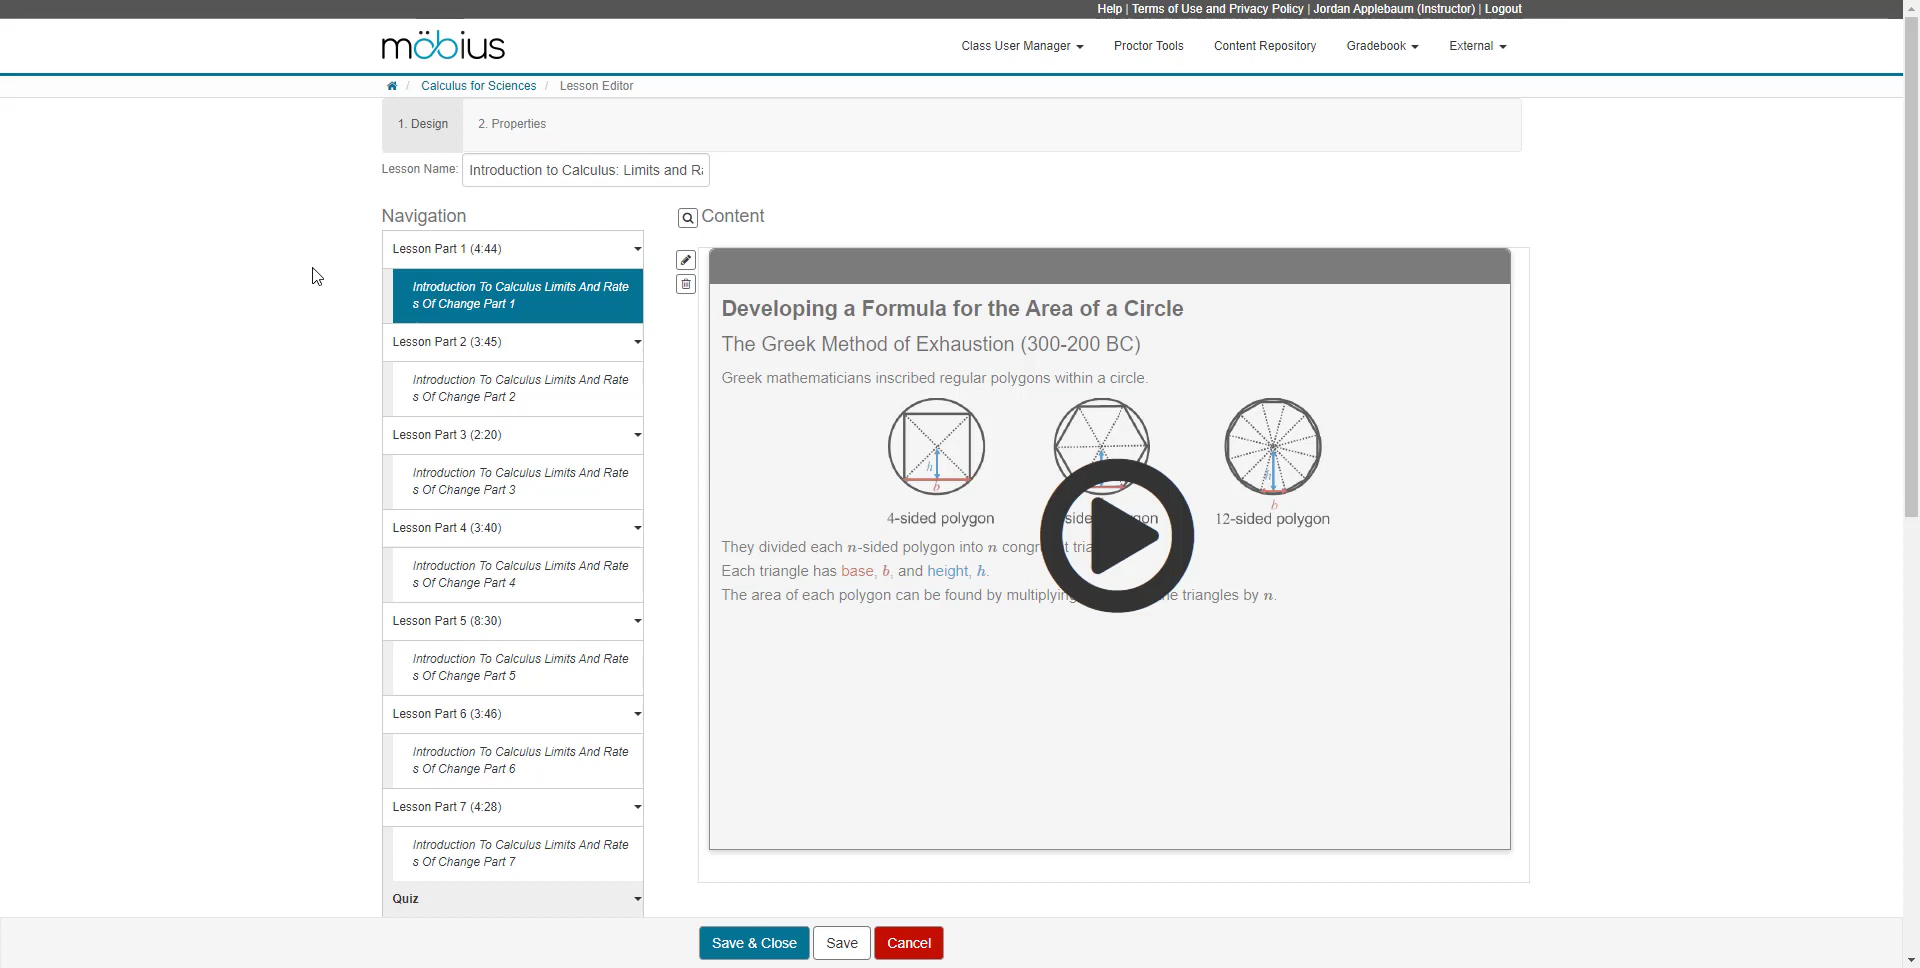 Help | Terms of Use and Privacy Policy | Jordan Applebaum (Instructor) | Logout
möbius
Class User Manager
Proctor Tools
Content Repository
Gradebook
External
/ Calculus for Sciences / Lesson Editor
1. Design
2. Properties
Lesson Name:
Introduction to Calculus: Limits and R
Navigation
Content
Lesson Part 1 (4:44)
Introduction To Calculus Limits And Rate
s Of Change Part 1
Lesson Part 2 (3:45)
Introduction To Calculus Limits And Rate
s Of Change Part 2
Lesson Part 3 (2:20)
Introduction To Calculus Limits And Rate
s Of Change Part 3
Lesson Part 4 (3:40)
Introduction To Calculus Limits And Rate
s Of Change Part 4
Lesson Part 5 (8:30)
Introduction To Calculus Limits And Rate
s Of Change Part 5
Lesson Part 6 (3:46)
Introduction To Calculus Limits And Rate
s Of Change Part 6
Lesson Part 7 (4:28)
Introduction To Calculus Limits And Rate
s Of Change Part 7
Quiz
Developing a Formula for the Area of a Circle
The Greek Method of Exhaustion (300-200 BC)
Greek mathematicians inscribed regular polygons within a circle.
h
b
h
b
4-sided polygon
12-sided polygon
They divided each n-sided polygon into n
Each triangle has base, b, and height, h.
The area of each polygon can be found by multiplying triangles by n.
Save & Close
Save
Cancel